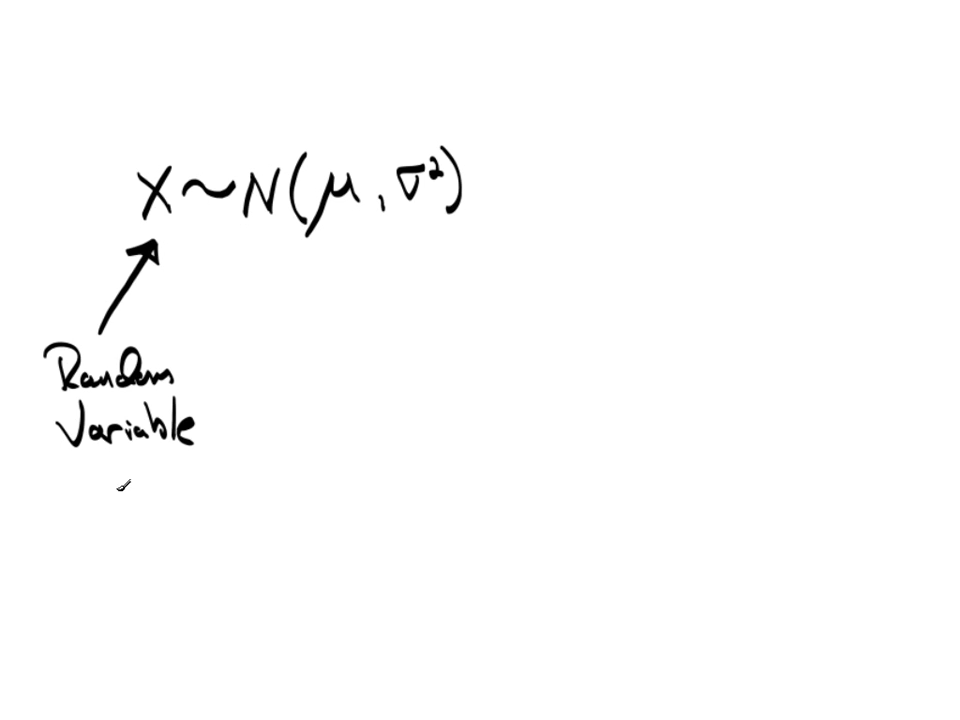 X ~ N(μ, σ²)
Random
Variable